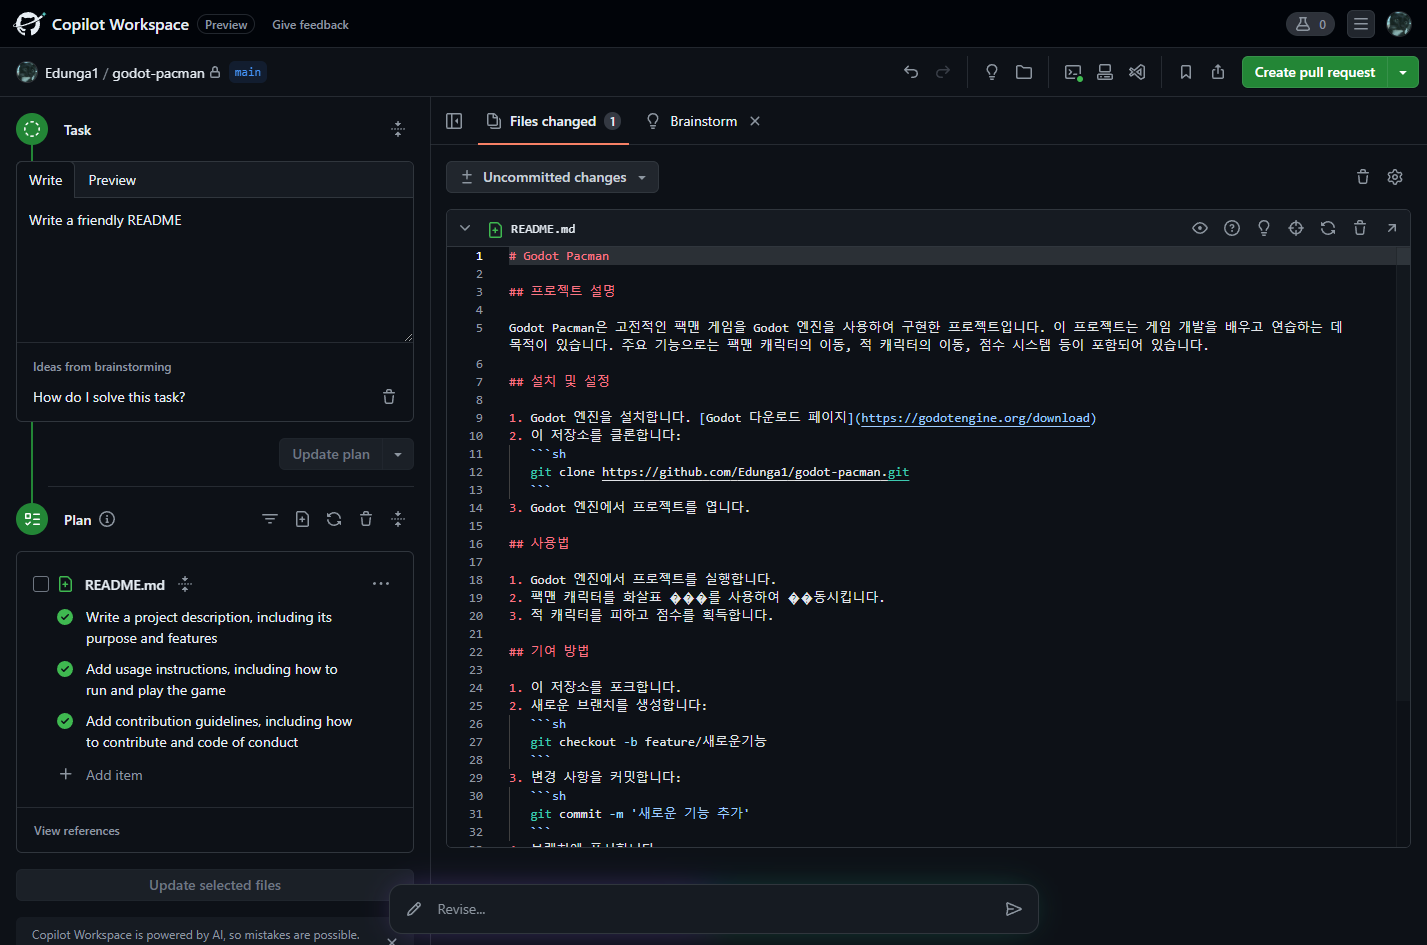 Copilot Workspace Preview Give feedback
0
Edunga1 / godot-pacman main
Create pull request
Task
Write Preview
Write a friendly README
Ideas from brainstorming
How do I solve this task?
Update plan
Plan
README.md
Write a project description, including its
purpose and features
Add usage instructions, including how to
run and play the game
Add contribution guidelines, including how
to contribute and code of conduct
Add item
View references
Update selected files
Copilot Workspace is powered by AI, so mistakes are possible.
Files changed 1 Brainstorm
Uncommitted changes
README.md
1 # Godot Pacman
2
3 ## 프로젝트 설명
4
5 Godot Pacman은 고전적인 팩맨 게임을 Godot 엔진을 사용하여 구현한 프로젝트입니다. 이 프로젝트는 게임 개발을 배우고 연습하는 데
목적이 있습니다. 주요 기능으로는 팩맨 캐릭터의 이동, 적 캐릭터의 이동, 점수 시스템 등이 포함되어 있습니다.
6
7 ## 설치 및 설정
8
9 1. Godot 엔진을 설치합니다. [Godot 다운로드 페이지](https://godotengine.org/download)
10 2. 이 저장소를 클론합니다:
11 ```sh
12 git clone https://github.com/Edunga1/godot-pacman.git
13 ```
14 3. Godot 엔진에서 프로젝트를 엽니다.
15
16 ## 사용법
17
18 1. Godot 엔진에서 프로젝트를 실행합니다.
19 2. 팩맨 캐릭터를 화살표 ���를 사용하여 ��동시킵니다.
20 3. 적 캐릭터를 피하고 점수를 획득합니다.
21
22 ## 기여 방법
23
24 1. 이 저장소를 포크합니다.
25 2. 새로운 브랜치를 생성합니다:
26 ```sh
27 git checkout -b feature/새로운기능
28 ```
29 3. 변경 사항을 커밋합니다:
30 ```sh
31 git commit -m '새로운 기능 추가'
32 ```
Revise...